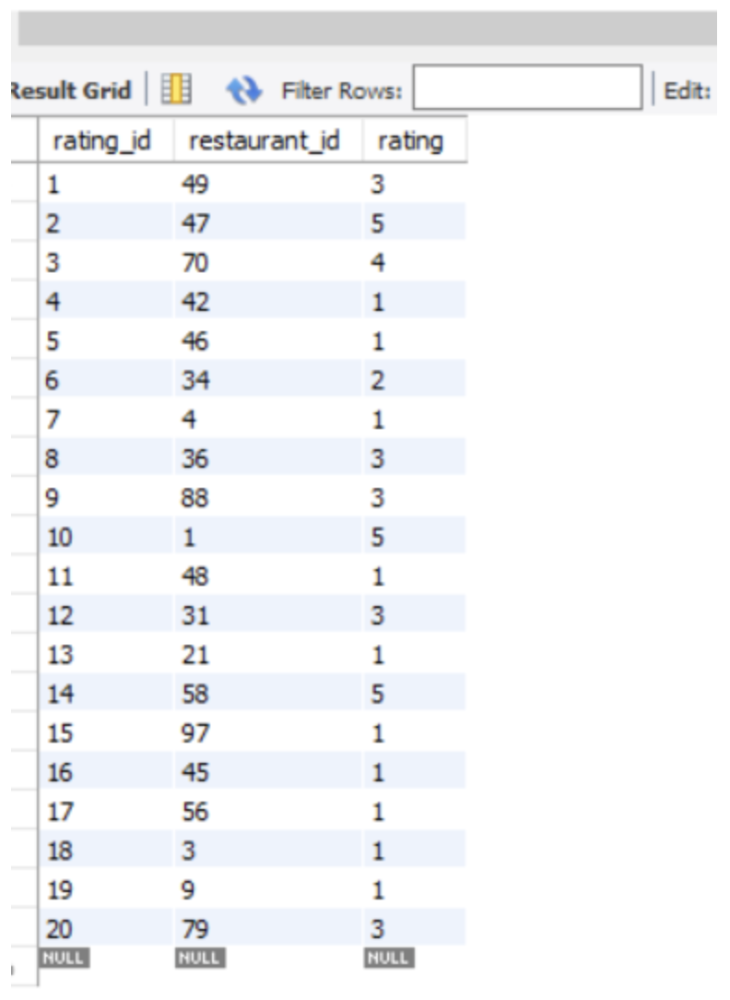 Result Grid Filter Rows: Edit:
rating_id restaurant_id rating
1 49 3
2 47 5
3 70 4
4 42 1
5 46 1
6 34 2
7 4 1
8 36 3
9 88 3
10 1 5
11 48 1
12 31 3
13 21 1
14 58 5
15 97 1
16 45 1
17 56 1
18 3 1
19 9 1
20 79 3
NULL NULL NULL